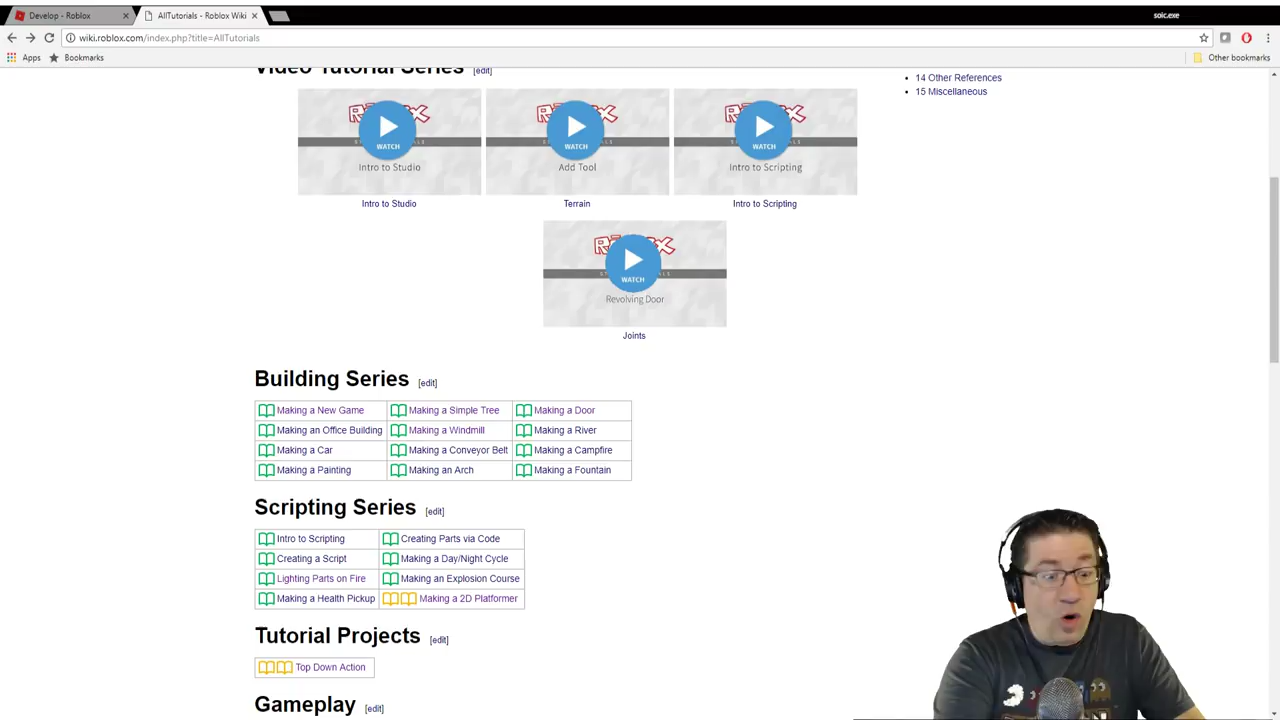 Develop - Roblox
AllTutorials - Roblox Wiki
soic.exe
wiki.roblox.com/index.php?title=AllTutorials
Apps
Bookmarks
Other bookmarks
Video Tutorial Series [edit]
14 Other References
15 Miscellaneous
WATCH
WATCH
WATCH
Intro to Studio
Add Tool
Intro to Scripting
Intro to Studio
Terrain
Intro to Scripting
ROBLOX
WATCH
Revolving Door
Joints
Building Series [edit]
Making a New Game Making a Simple Tree Making a Door
Making an Office Building Making a Windmill Making a River
Making a Car Making a Conveyor Belt Making a Campfire
Making a Painting Making an Arch Making a Fountain
Scripting Series [edit]
Intro to Scripting Creating Parts via Code
Creating a Script Making a Day/Night Cycle
Lighting Parts on Fire Making an Explosion Course
Making a Health Pickup Making a 2D Platformer
Tutorial Projects [edit]
Top Down Action
Gameplay [edit]